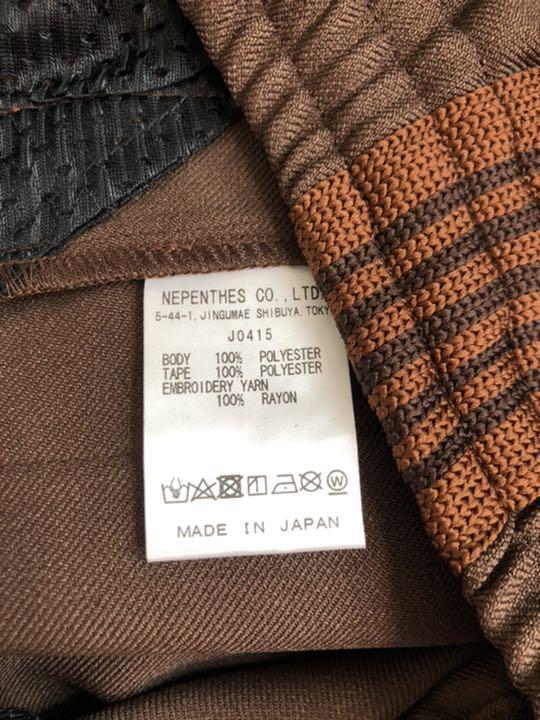 NEPENTHES CO.,LTD.
5-44-1, JINGUMAE SHIBUYA, TOKY
J0415
BODY 100% POLYESTER
TAPE 100% POLYESTER
EMBROIDERY YARN
100% RAYON
W
MADE IN JAPAN